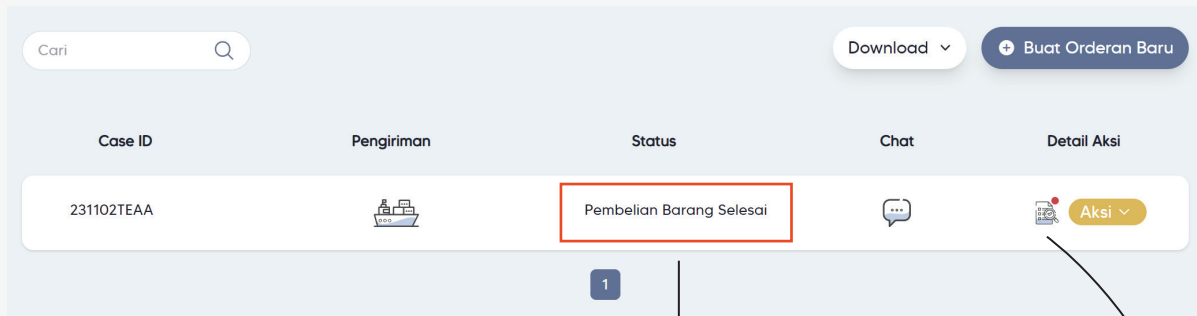 Cari
Download
Buat Orderan Baru
Case ID Pengiriman Status Chat Detail Aksi
231102TEAA Pembelian Barang Selesai Aksi
1